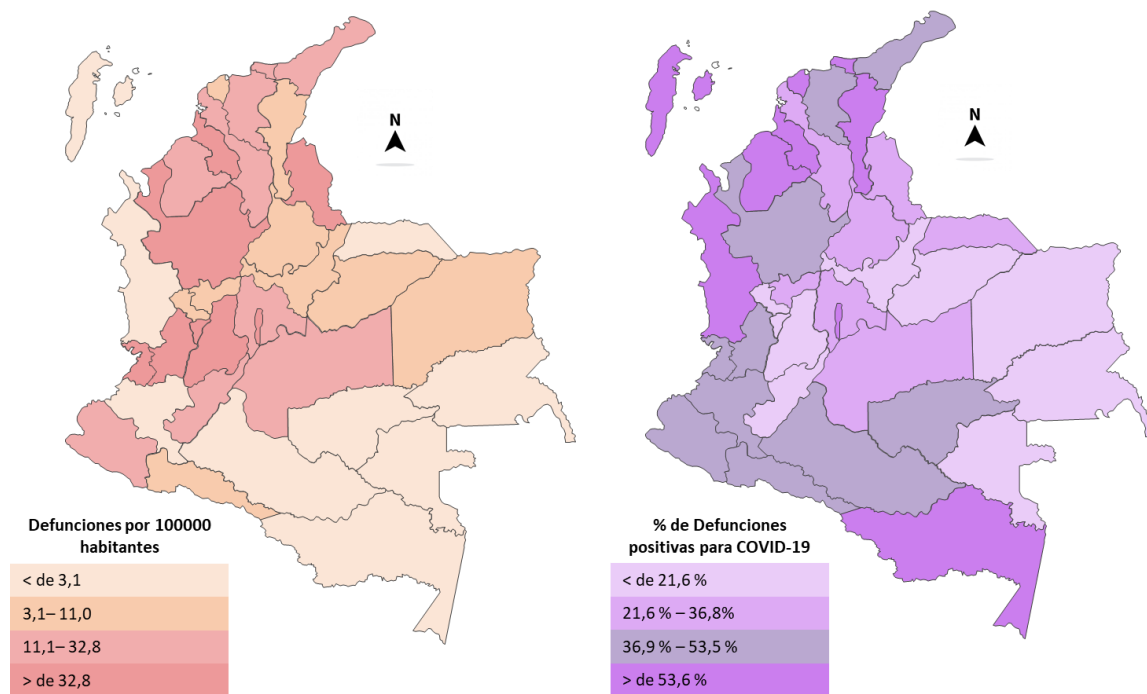 N
N
Defunciones por 100000
habitantes
< de 3,1
3,1– 11,0
11,1– 32,8
> de 32,8
% de Defunciones
positivas para COVID-19
< de 21,6 %
21,6 % – 36,8%
36,9 % – 53,5 %
> de 53,6 %